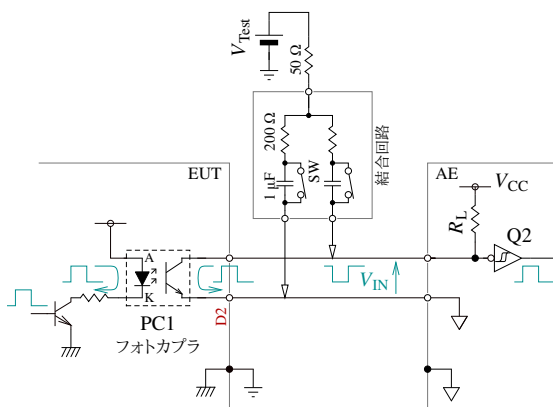 V_Test
50 Ω
200 Ω
1 μF
SW
結合回路
EUT
AE
V_CC
R_L
Q2
A
K
PC1
フォトカプラ
D2
V_IN